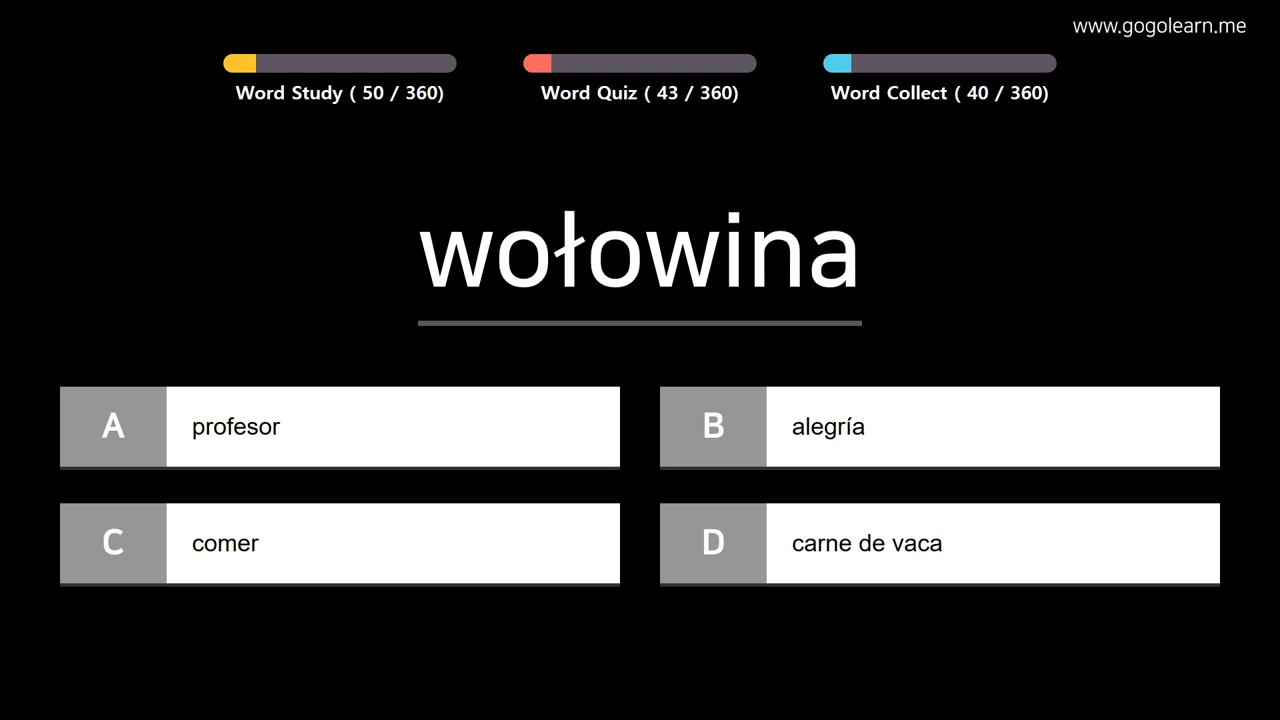 www.gogolearn.me
Word Study ( 50 / 360)
Word Quiz ( 43 / 360)
Word Collect ( 40 / 360)
wołowina
A profesor
B alegría
C comer
D carne de vaca